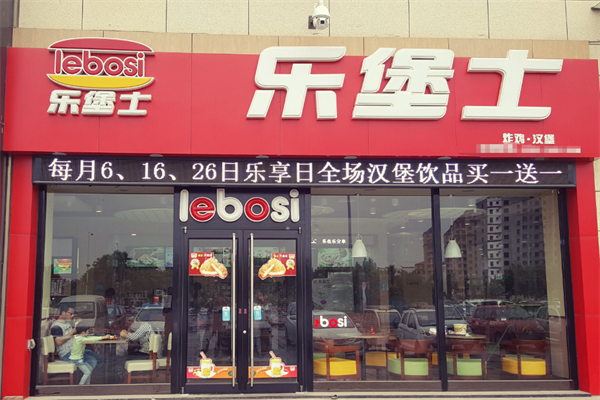 lebosi
乐堡士
乐堡士
炸鸡·汉堡
每月6、16、26日乐享日全场汉堡饮品买一送一
lebosi
lebosi